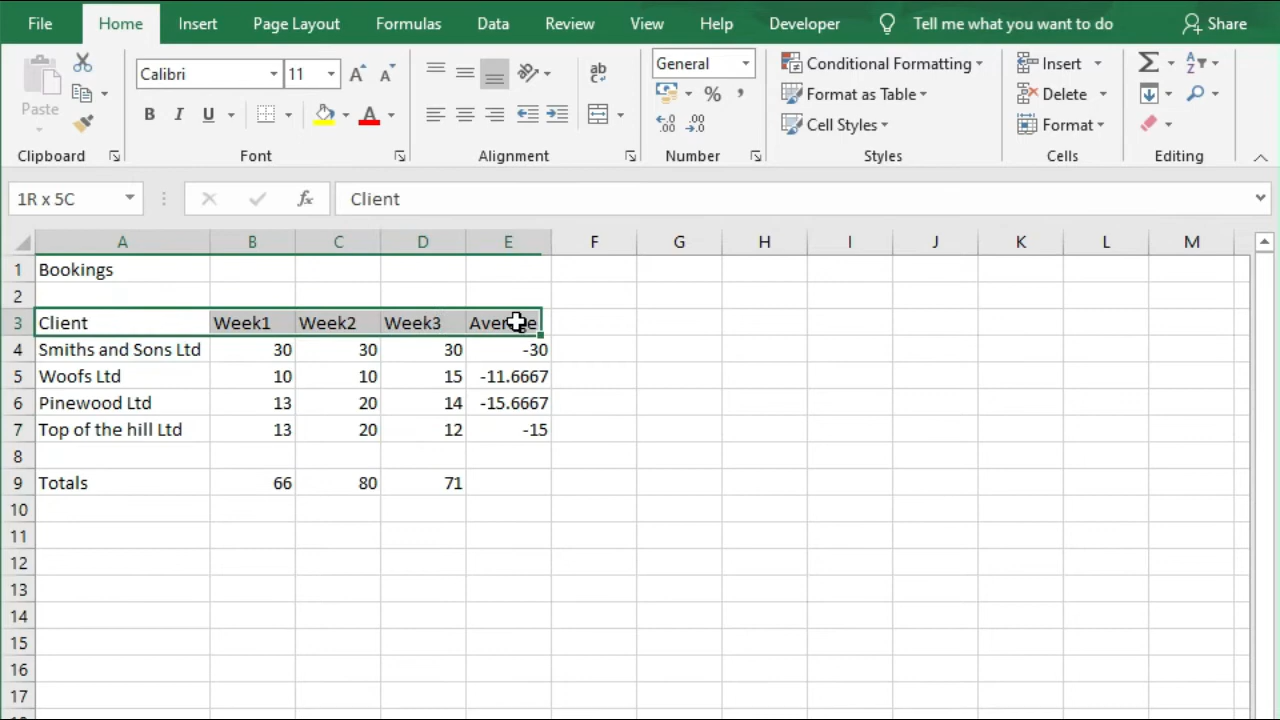 File Home Insert Page Layout Formulas Data Review View Help Developer Tell me what you want to do Share
Calibri 11 General Conditional Formatting Insert
Paste B I U % , Format as Table Delete
Cell Styles Format
Clipboard Font Alignment Number Styles Cells Editing
1R x 5C fx Client
A B C D E F G H I J K L M
1 Bookings
2
3 Client Week1 Week2 Week3 Average
4 Smiths and Sons Ltd 30 30 30 -30
5 Woofs Ltd 10 10 15 -11.6667
6 Pinewood Ltd 13 20 14 -15.6667
7 Top of the hill Ltd 13 20 12 -15
8
9 Totals 66 80 71
10
11
12
13
14
15
16
17